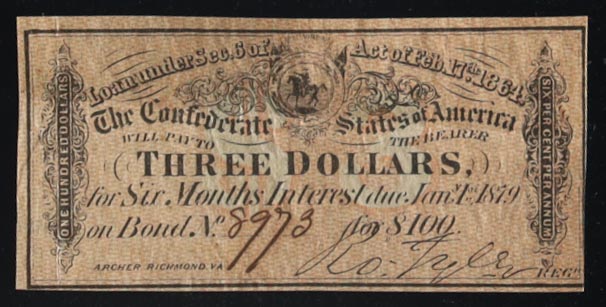 Loan under Sec. 6 of Act of Feb. 17th 1864.
The Confederate States of America
WILL PAY TO THE BEARER
THREE DOLLARS,
for Six Months Interest due Jany. 1st 1879
on Bond No. 8973 for $100.
Ro. Tyler
ARCHER RICHMOND, VA REGR.
ONE HUNDRED DOLLARS
SIX PER CENT PER ANNUM